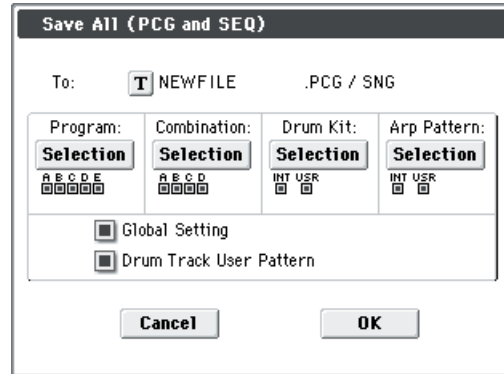 Save All (PCG and SEQ)
To: T NEWFILE .PCG / SNG
Program: Combination: Drum Kit: Arp Pattern:
Selection Selection Selection Selection
A B C D E A B C D INT USR INT USR
Global Setting
Drum Track User Pattern
Cancel OK